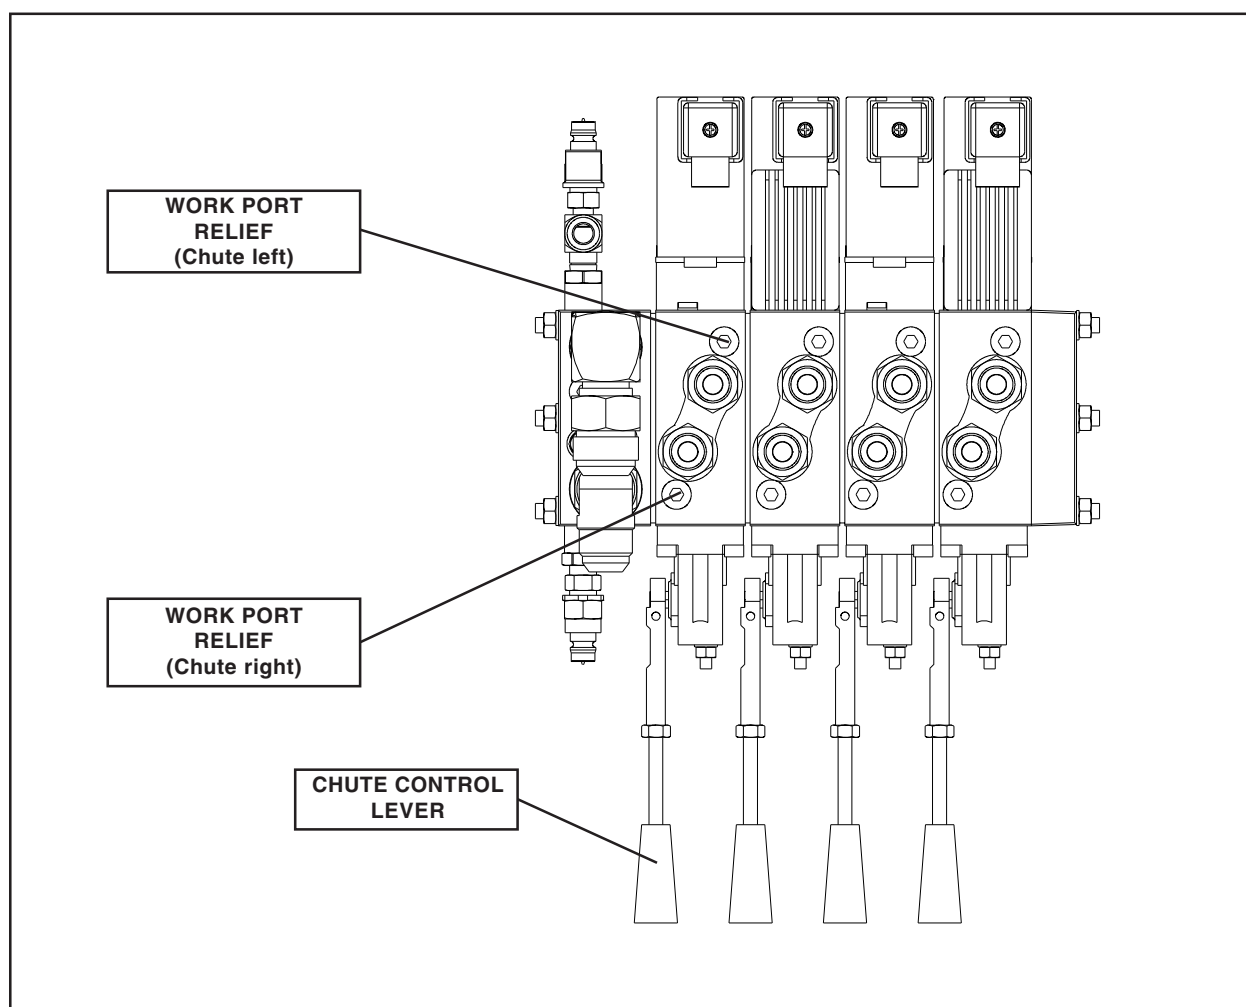 WORK PORT
RELIEF
(Chute left)
WORK PORT
RELIEF
(Chute right)
CHUTE CONTROL
LEVER